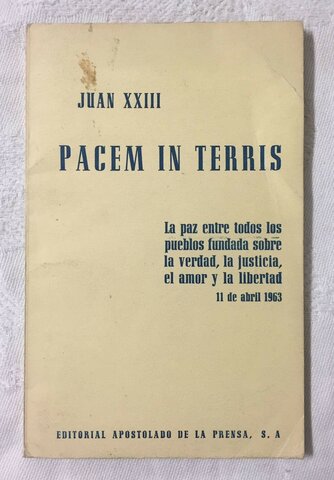 JUAN XXIII
PACEM IN TERRIS
La paz entre todos los
pueblos fundada sobre
la verdad, la justicia,
el amor y la libertad
11 de abril 1963
EDITORIAL APOSTOLADO DE LA PRENSA, S, A